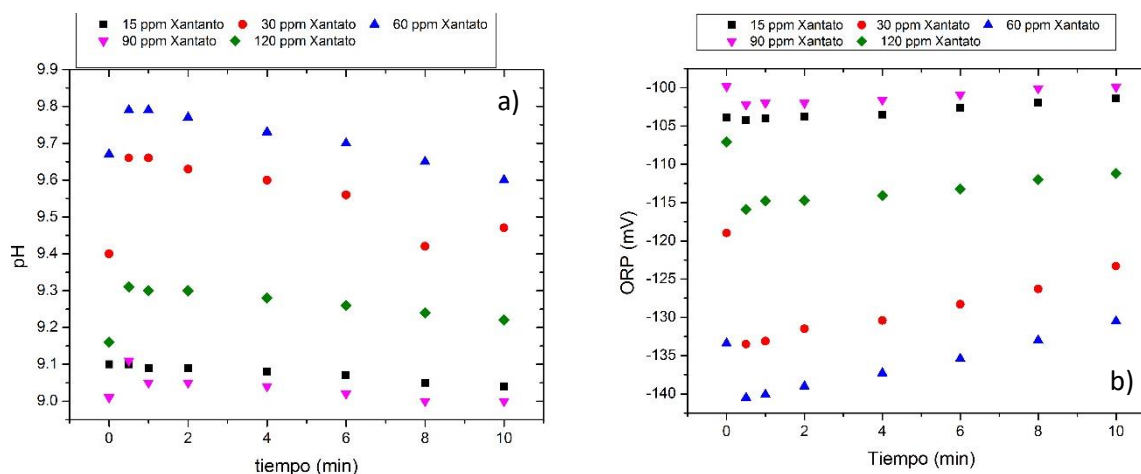 15 ppm Xantanto 30 ppm Xantato 60 ppm Xantato
90 ppm Xantato 120 ppm Xantato
a)
9.9
9.8
9.7
9.6
9.5
9.4
9.3
9.2
9.1
9.0
pH
0 2 4 6 8 10
tiempo (min)
15 ppm Xantato 30 ppm Xantato 60 ppm Xantato
90 ppm Xantato 120 ppm Xantato
-100
-105
-110
-115
-120
-125
-130
-135
-140
ORP (mV)
b)
0 2 4 6 8 10
Tiempo (min)